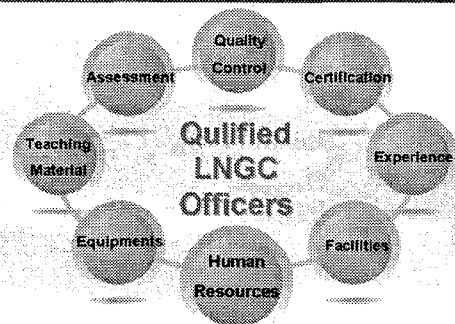 Quality
Control
Assessment
Certification
Teaching
Material
Qulified
LNGC
Officers
Experience
Equipments
Facilities
Human
Resources